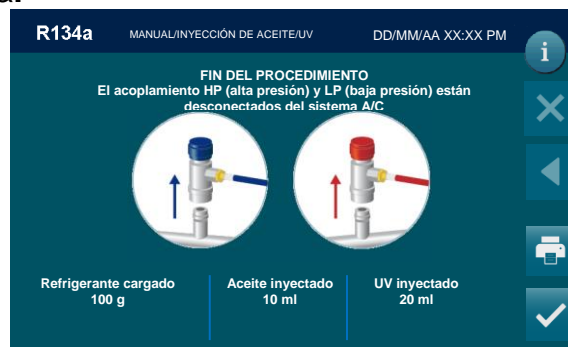 R134a MANUAL/INYECCIÓN DE ACEITE/UV DD/MM/AA XX:XX PM
i
FIN DEL PROCEDIMIENTO
El acoplamiento HP (alta presión) y LP (baja presión) están
desconectados del sistema A/C
Refrigerante cargado
100 g
Aceite inyectado
10 ml
UV inyectado
20 ml